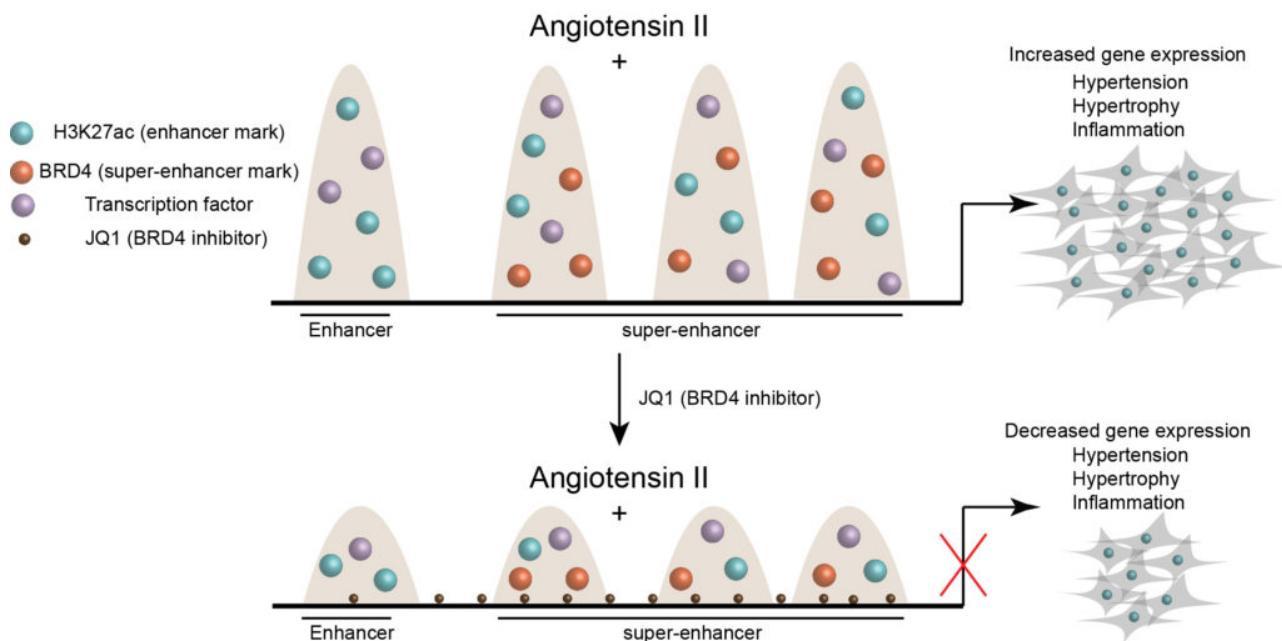 Angiotensin II
+
Increased gene expression
Hypertension
Hypertrophy
Inflammation
H3K27ac (enhancer mark)
BRD4 (super-enhancer mark)
Transcription factor
JQ1 (BRD4 inhibitor)
Enhancer
super-enhancer
JQ1 (BRD4 inhibitor)
Angiotensin II
+
Decreased gene expression
Hypertension
Hypertrophy
Inflammation
Enhancer
super-enhancer